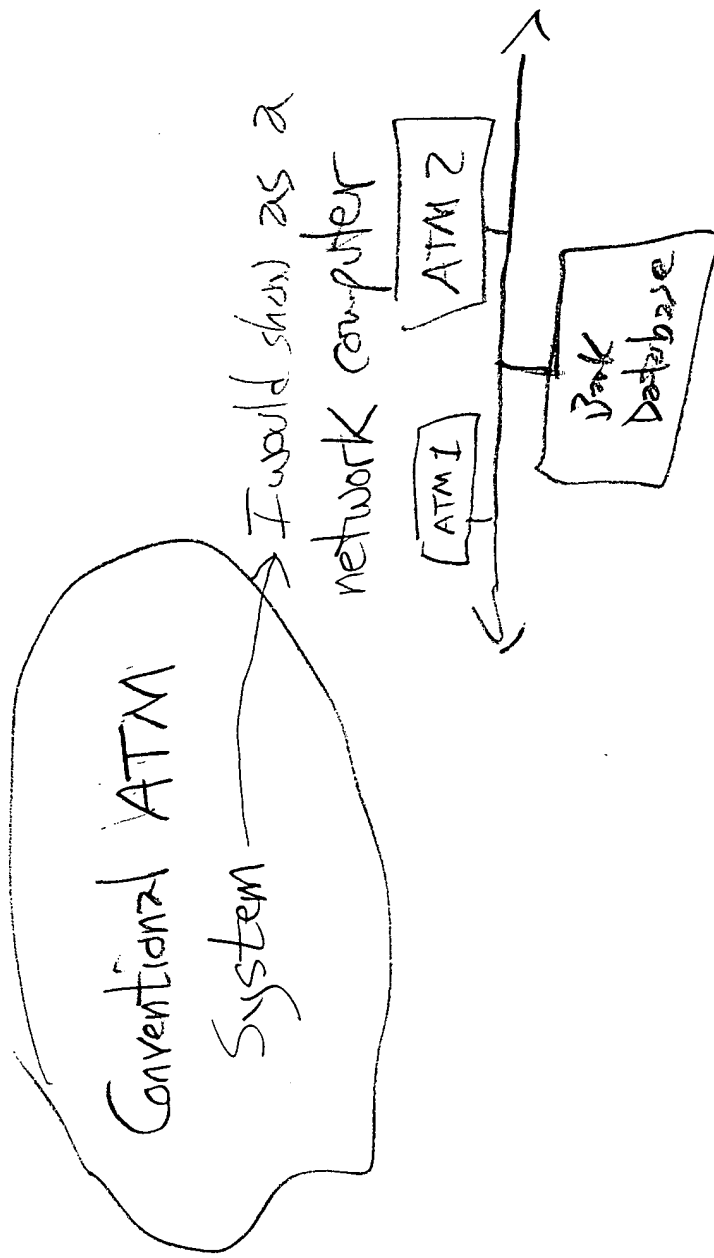 Conventional ATM
System
I would show as a
network computer
ATM 1
ATM 2
Bank
Database